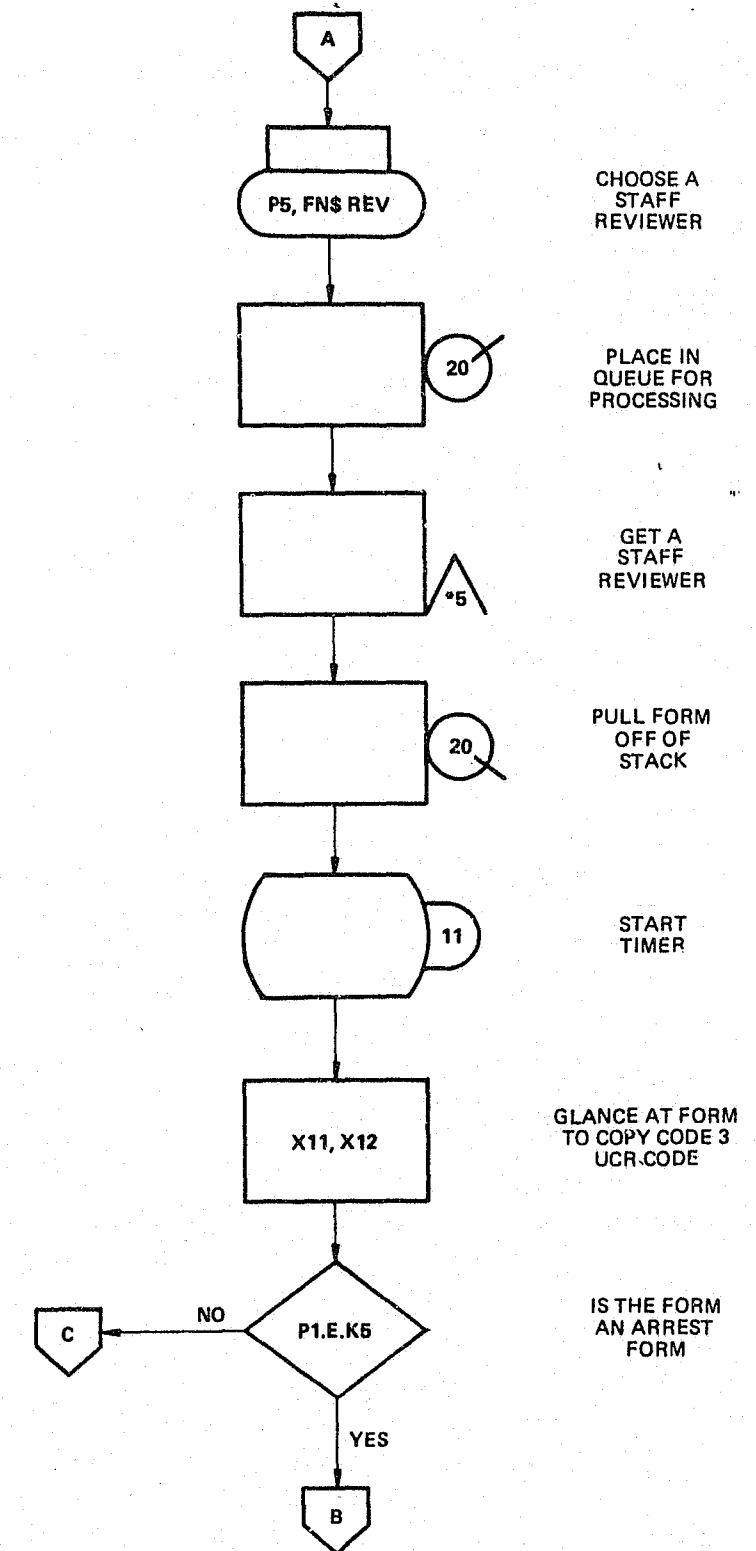 A
P5, FN$ REV
CHOOSE A
STAFF
REVIEWER
20
PLACE IN
QUEUE FOR
PROCESSING
*5
GET A
STAFF
REVIEWER
20
PULL FORM
OFF OF
STACK
11
START
TIMER
X11, X12
GLANCE AT FORM
TO COPY CODE 3
UCR CODE
P1.E.K5
NO
C
IS THE FORM
AN ARREST
FORM
YES
B